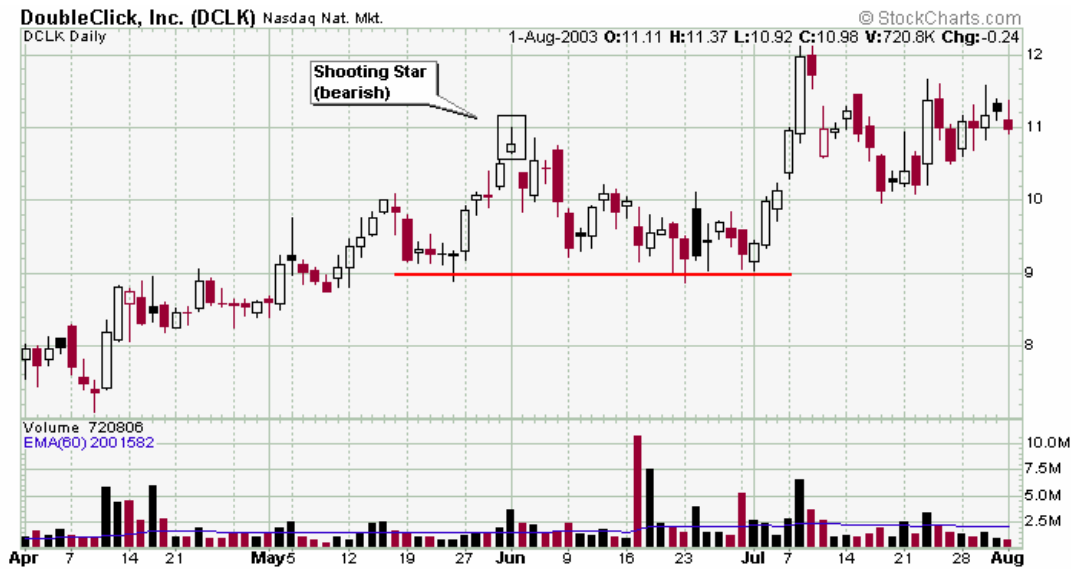 DoubleClick, Inc. (DCLK) Nasdaq Nat. Mkt. © StockCharts.com
DCLK Daily 1-Aug-2003 O:11.11 H:11.37 L:10.92 C:10.98 V:720.8K Chg:-0.24
Shooting Star
(bearish)
12
11
10
9
8
Volume 720806
EMA(60) 2001582
10.0M
7.5M
5.0M
2.5M
Apr 7 14 21 May5 12 19 27 Jun 9 16 23 Jul 7 14 21 28 Aug